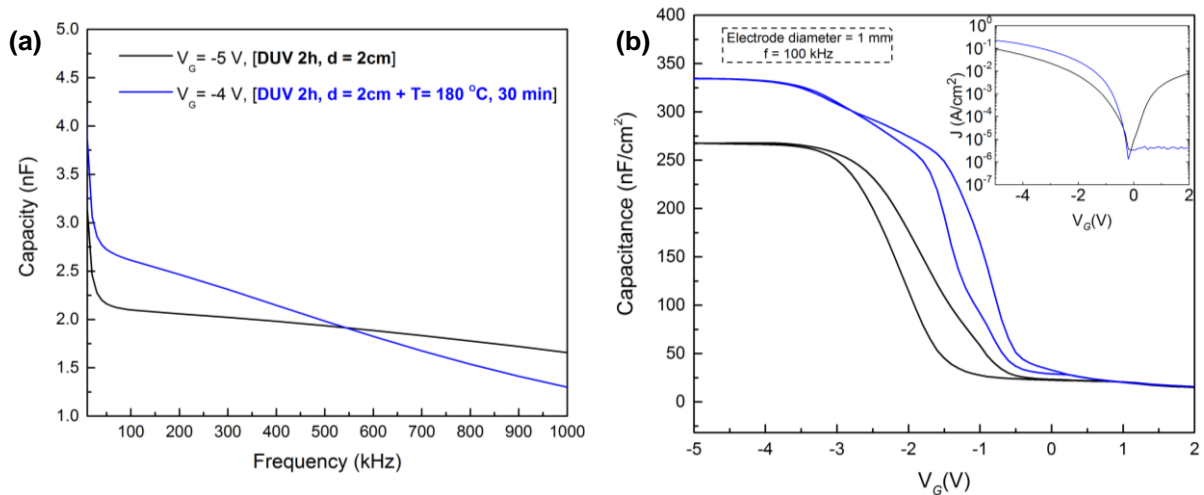 (a)
5.0
4.5
4.0
3.5
3.0
2.5
2.0
1.5
1.0
Capacity (nF)
V_G= -5 V, [DUV 2h, d = 2cm]
V_G= -4 V, [DUV 2h, d = 2cm + T= 180 °C, 30 min]
100 200 300 400 500 600 700 800 900 1000
Frequency (kHz)
(b)
400
350
300
250
200
150
100
50
0
Capacitance (nF/cm²)
Electrode diameter = 1 mm
f = 100 kHz
-5 -4 -3 -2 -1 0 1 2
V_G(V)
10⁰
10⁻¹
10⁻²
10⁻³
10⁻⁴
10⁻⁵
10⁻⁶
10⁻⁷
J (A/cm²)
-4 -2 0 2
V_G(V)